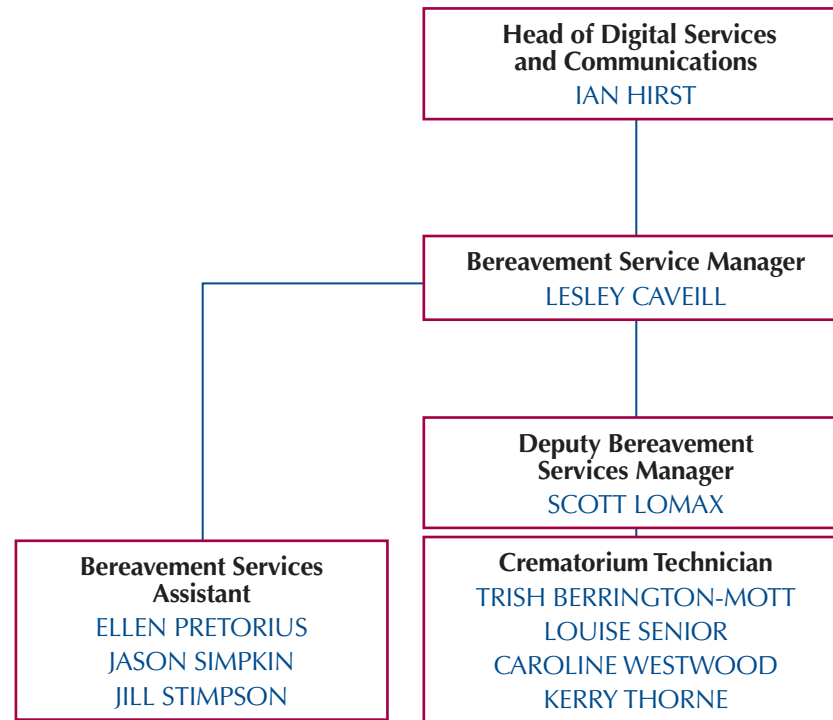 Head of Digital Services
and Communications
IAN HIRST
Bereavement Service Manager
LESLEY CAVEILL
Deputy Bereavement
Services Manager
SCOTT LOMAX
Bereavement Services
Assistant
ELLEN PRETORIUS
JASON SIMPKIN
JILL STIMPSON
Crematorium Technician
TRISH BERRINGTON-MOTT
LOUISE SENIOR
CAROLINE WESTWOOD
KERRY THORNE